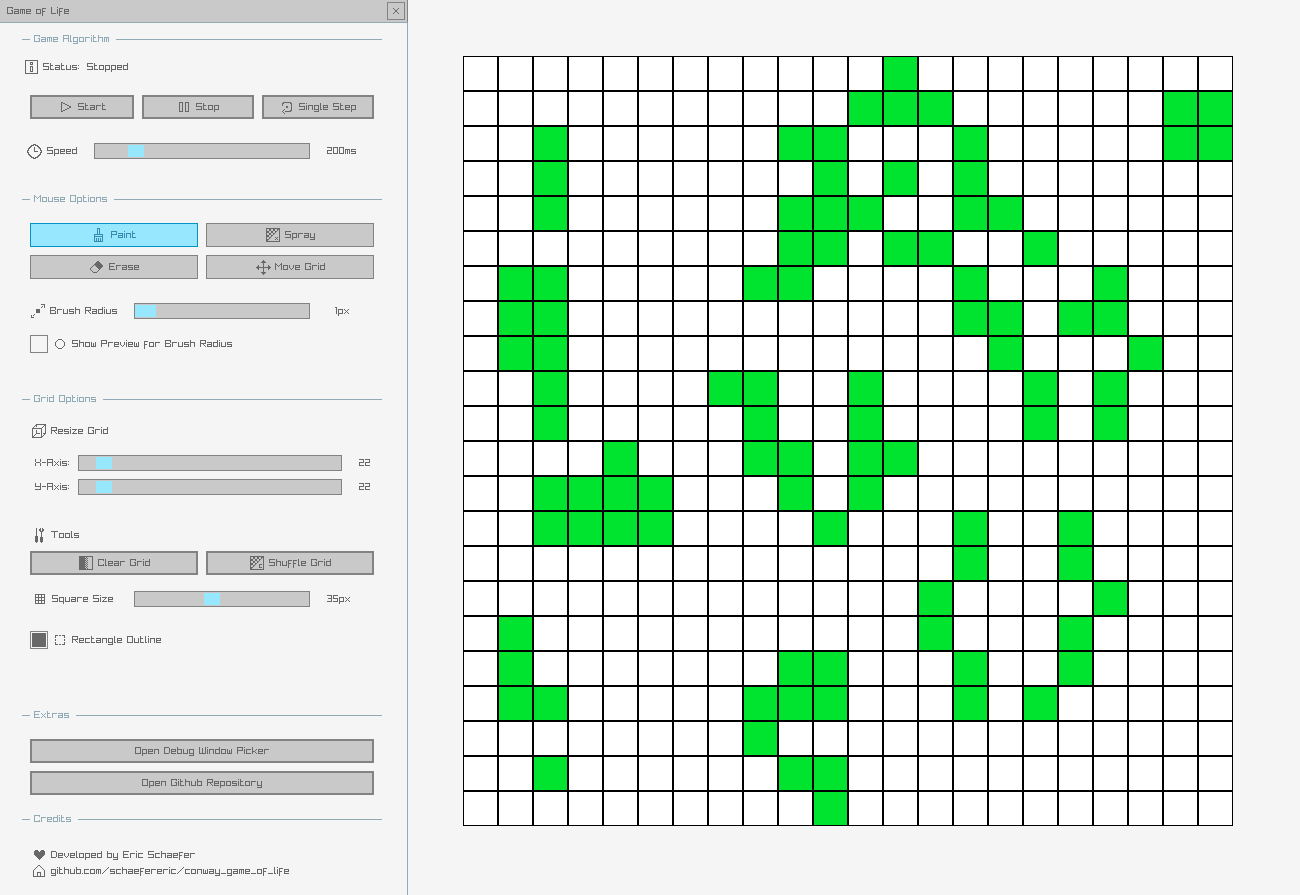 Game of Life
Game Algorithm
Status: Stopped
Start Stop Single Step
Speed 200ms
Mouse Options
Paint Spray
Erase Move Grid
Brush Radius 1px
Show Preview for Brush Radius
Grid Options
Resize Grid
X-Axis: 22
Y-Axis: 22
Tools
Clear Grid Shuffle Grid
Square Size 35px
Rectangle Outline
Extras
Open Debug Window Picker
Open Github Repository
Credits
Developed by Eric Schaefer
github.com/schaefereric/conway_game_of_life